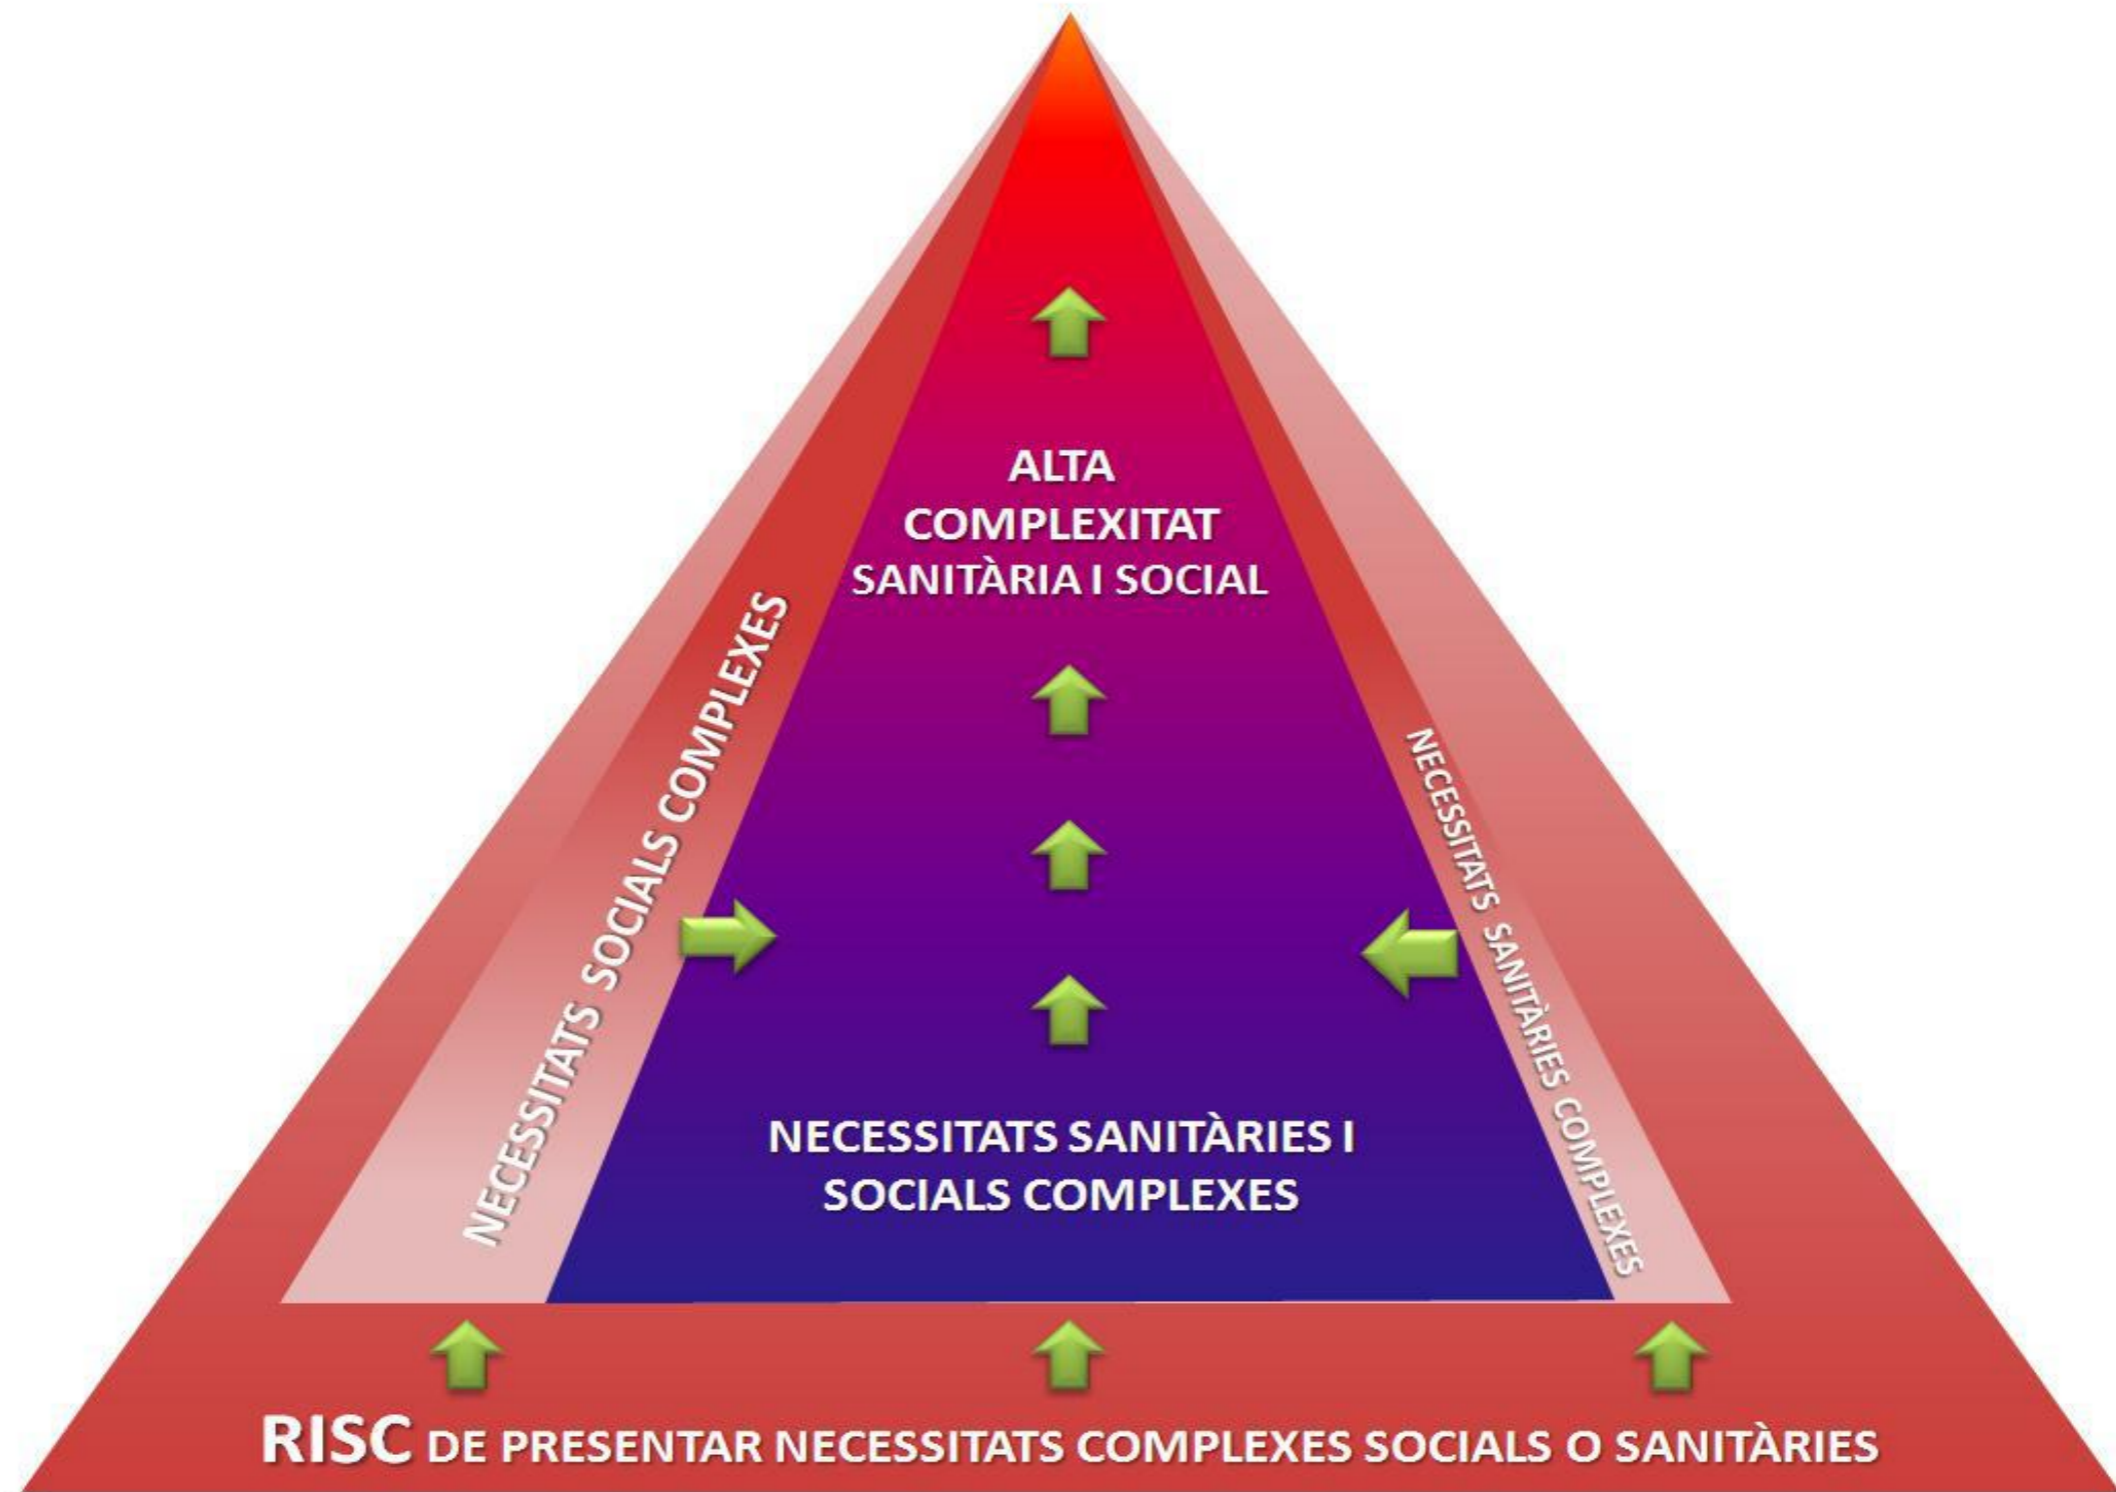 ALTA
COMPLEXITAT
SANITÀRIA I SOCIAL
NECESSITATS SOCIALS COMPLEXES
NECESSITATS SANITÀRIES COMPLEXES
NECESSITATS SANITÀRIES I
SOCIALS COMPLEXES
RISC DE PRESENTAR NECESSITATS COMPLEXES SOCIALS O SANITÀRIES